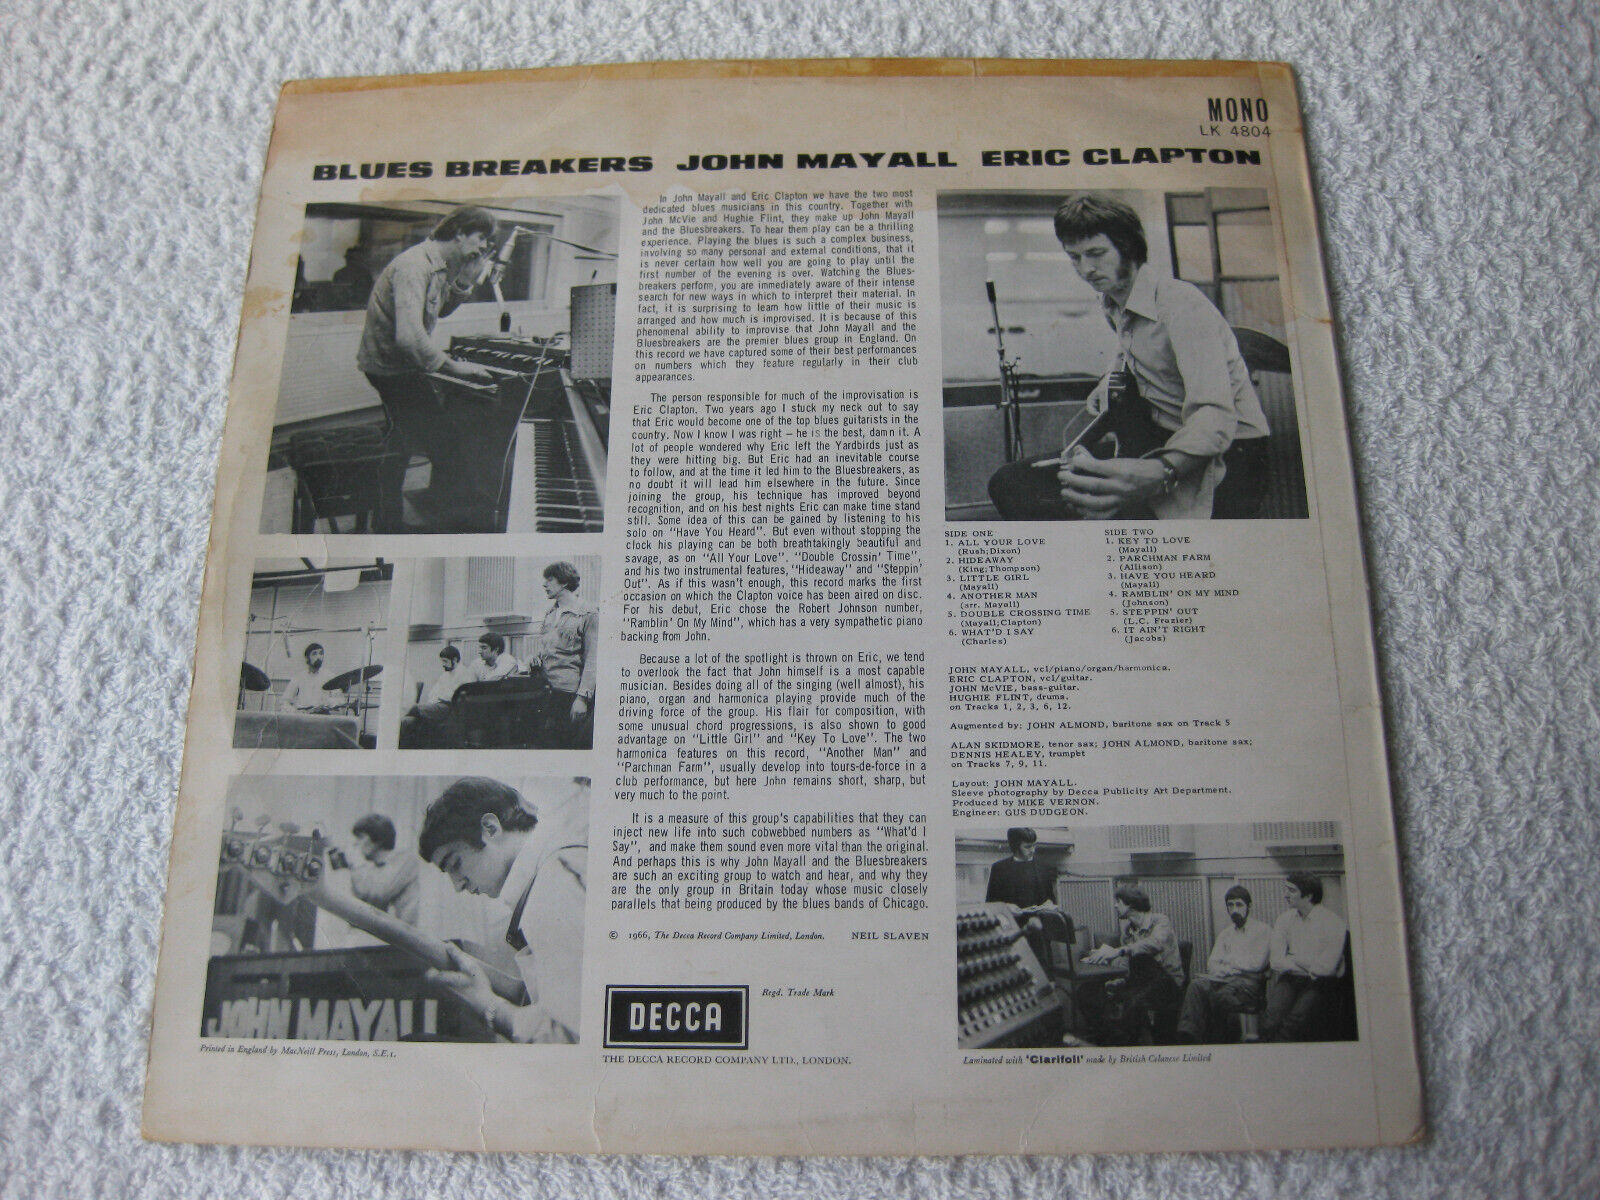 MONO
LK 4804
BLUES BREAKERS JOHN MAYALL ERIC CLAPTON
In John Mayall and Eric Clapton we have the two most
dedicated blues musicians in this country. Together with
John McVie and Hughie Flint, they make up John Mayall
and the Bluesbreakers. To hear them play can be a thrilling
experience. Playing the blues is such a complex business,
involving so many personal and external conditions, that it
is never certain how well you are going to play until the
first number of the evening is over. Watching the Blues-
breakers perform, you are immediately aware of their intense
search for new ways in which to interpret their material. In
fact, it is surprising to learn how little of their music is
arranged and how much is improvised. It is because of this
phenomenal ability to improvise that John Mayall and the
Bluesbreakers are the premier blues group in England. On
this record we have captured some of their best performances
on numbers which they feature regularly in their club
appearances.
The person responsible for much of the improvisation is
Eric Clapton. Two years ago I stuck my neck out to say
that Eric would become one of the top blues guitarists in the
country. Now I know I was right – he is the best, damn it. A
lot of people wondered why Eric left the Yardbirds just as
they were hitting big. But Eric had an inevitable course
to follow, and at the time it led him to the Bluesbreakers, as
no doubt it will lead him elsewhere in the future. Since
joining the group, his technique has improved beyond
recognition, and on his best nights Eric can make time stand
still. Some idea of this can be gained by listening to his
solo on "Have You Heard". But even without stopping the
clock his playing can be both breathtakingly beautiful and
savage, as on "All Your Love", "Double Crossin' Time",
and his two instrumental features, "Hideaway" and "Steppin'
Out". As if this wasn't enough, this record marks the first
occasion on which the Clapton voice has been aired on disc.
For his debut, Eric chose the Robert Johnson number,
"Ramblin' On My Mind", which has a very sympathetic piano
backing from John.
Because a lot of the spotlight is thrown on Eric, we tend
to overlook the fact that John himself is a most capable
musician. Besides doing all of the singing (well almost), his
piano, organ and harmonica playing provide much of the
driving force of the group. His flair for composition, with
some unusual chord progressions, is also shown to good
advantage on "Little Girl" and "Key To Love". The two
harmonica features on this record, "Another Man" and
"Parchman Farm", usually develop into tours-de-force in a
club performance, but here John remains short, sharp, but
very much to the point.
It is a measure of this group's capabilities that they can
inject new life into such cobwebbed numbers as "What'd I
Say", and make them sound even more vital than the original.
And perhaps this is why John Mayall and the Bluesbreakers
are such an exciting group to watch and hear, and why they
are the only group in Britain today whose music closely
parallels that being produced by the blues bands of Chicago.
© 1966, The Decca Record Company Limited, London. NEIL SLAVEN
SIDE ONE
1. ALL YOUR LOVE
(Rush;Dixon)
2. HIDEAWAY
(King;Thompson)
3. LITTLE GIRL
(Mayall)
4. ANOTHER MAN
(arr. Mayall)
5. DOUBLE CROSSING TIME
(Mayall;Clapton)
6. WHAT'D I SAY
(Charles)
SIDE TWO
1. KEY TO LOVE
(Mayall)
2. PARCHMAN FARM
(Allison)
3. HAVE YOU HEARD
(Mayall)
4. RAMBLIN' ON MY MIND
(Johnson)
5. STEPPIN' OUT
(L.C. Frazier)
6. IT AIN'T RIGHT
(Jacobs)
JOHN MAYALL, vcl/piano/organ/harmonica.
ERIC CLAPTON, vcl/guitar.
JOHN McVIE, bass-guitar.
HUGHIE FLINT, drums.
on Tracks 1, 2, 3, 6, 12.
Augmented by: JOHN ALMOND, baritone sax on Track 5
ALAN SKIDMORE, tenor sax; JOHN ALMOND, baritone sax;
DENNIS HEALEY, trumpet
on Tracks 7, 9, 11.
Layout: JOHN MAYALL.
Sleeve photography by Decca Publicity Art Department.
Produced by MIKE VERNON.
Engineer: GUS DUDGEON.
JOHN MAYALL
Printed in England by MacNeill Press, London, S.E.1.
DECCA
Regd. Trade Mark
THE DECCA RECORD COMPANY LTD., LONDON.
Laminated with 'Clarifoil' made by British Celanese Limited